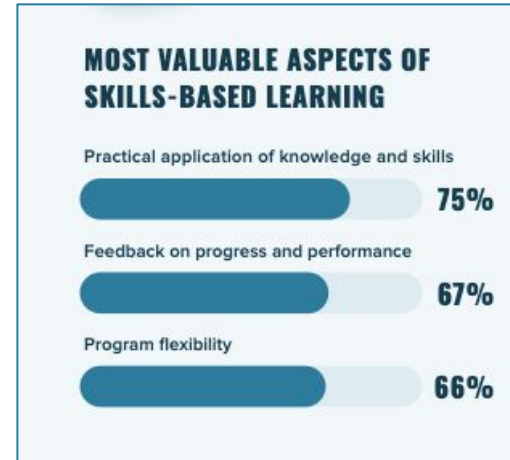 MOST VALUABLE ASPECTS OF
SKILLS-BASED LEARNING
Practical application of knowledge and skills
75%
Feedback on progress and performance
67%
Program flexibility
66%